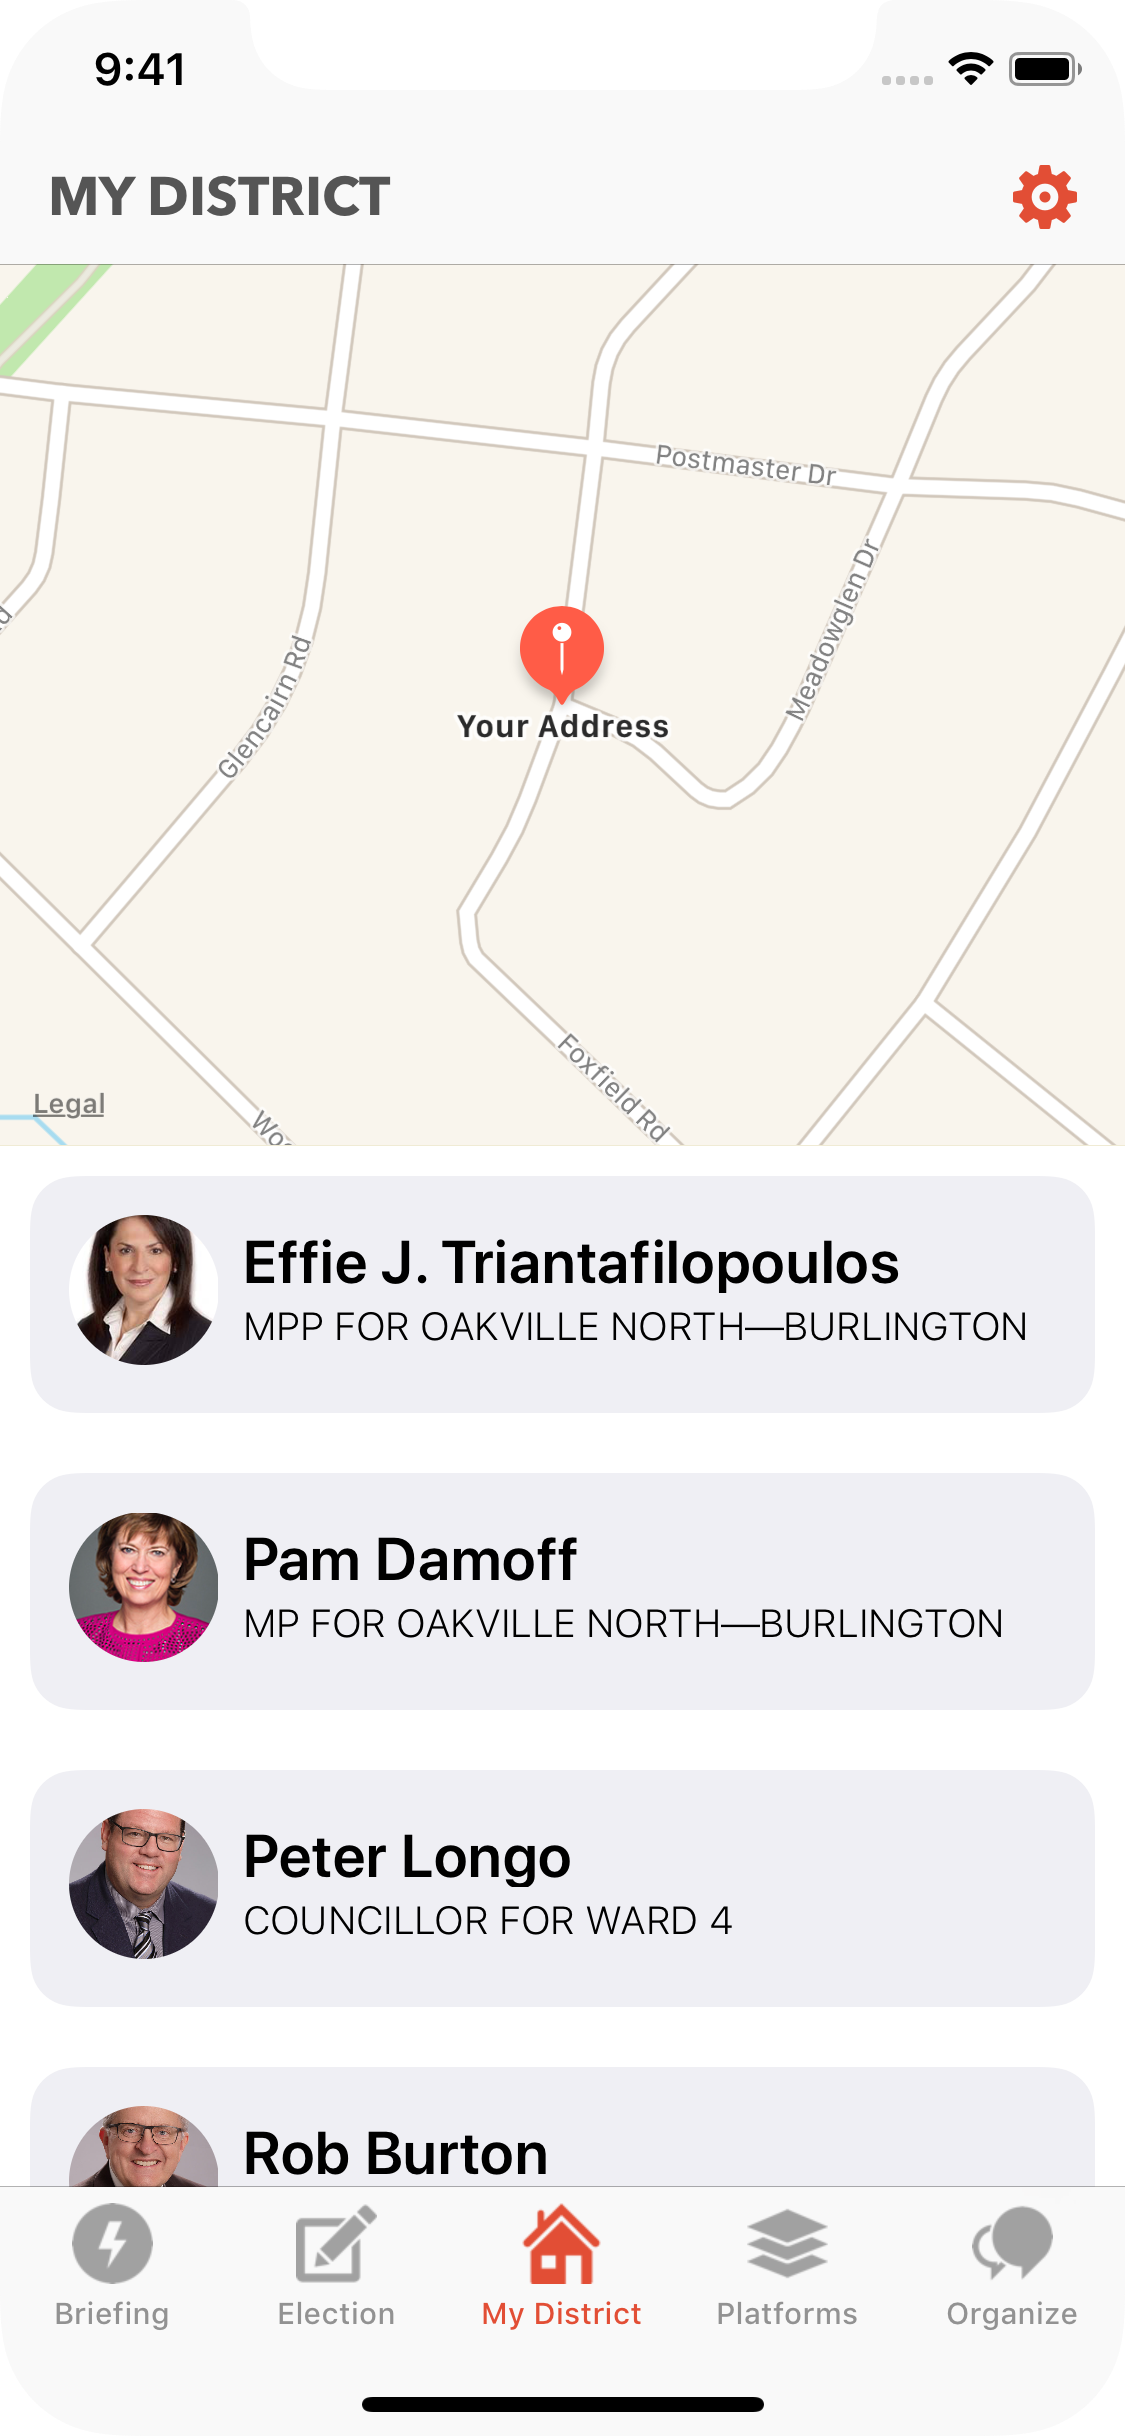 9:41
MY DISTRICT
Postmaster Dr
Meadowglen Dr
Glencairn Rd
Your Address
Foxfield Rd
Legal
Effie J. Triantafilopoulos
MPP FOR OAKVILLE NORTH—BURLINGTON
Pam Damoff
MP FOR OAKVILLE NORTH—BURLINGTON
Peter Longo
COUNCILLOR FOR WARD 4
Rob Burton
Briefing
Election
My District
Platforms
Organize